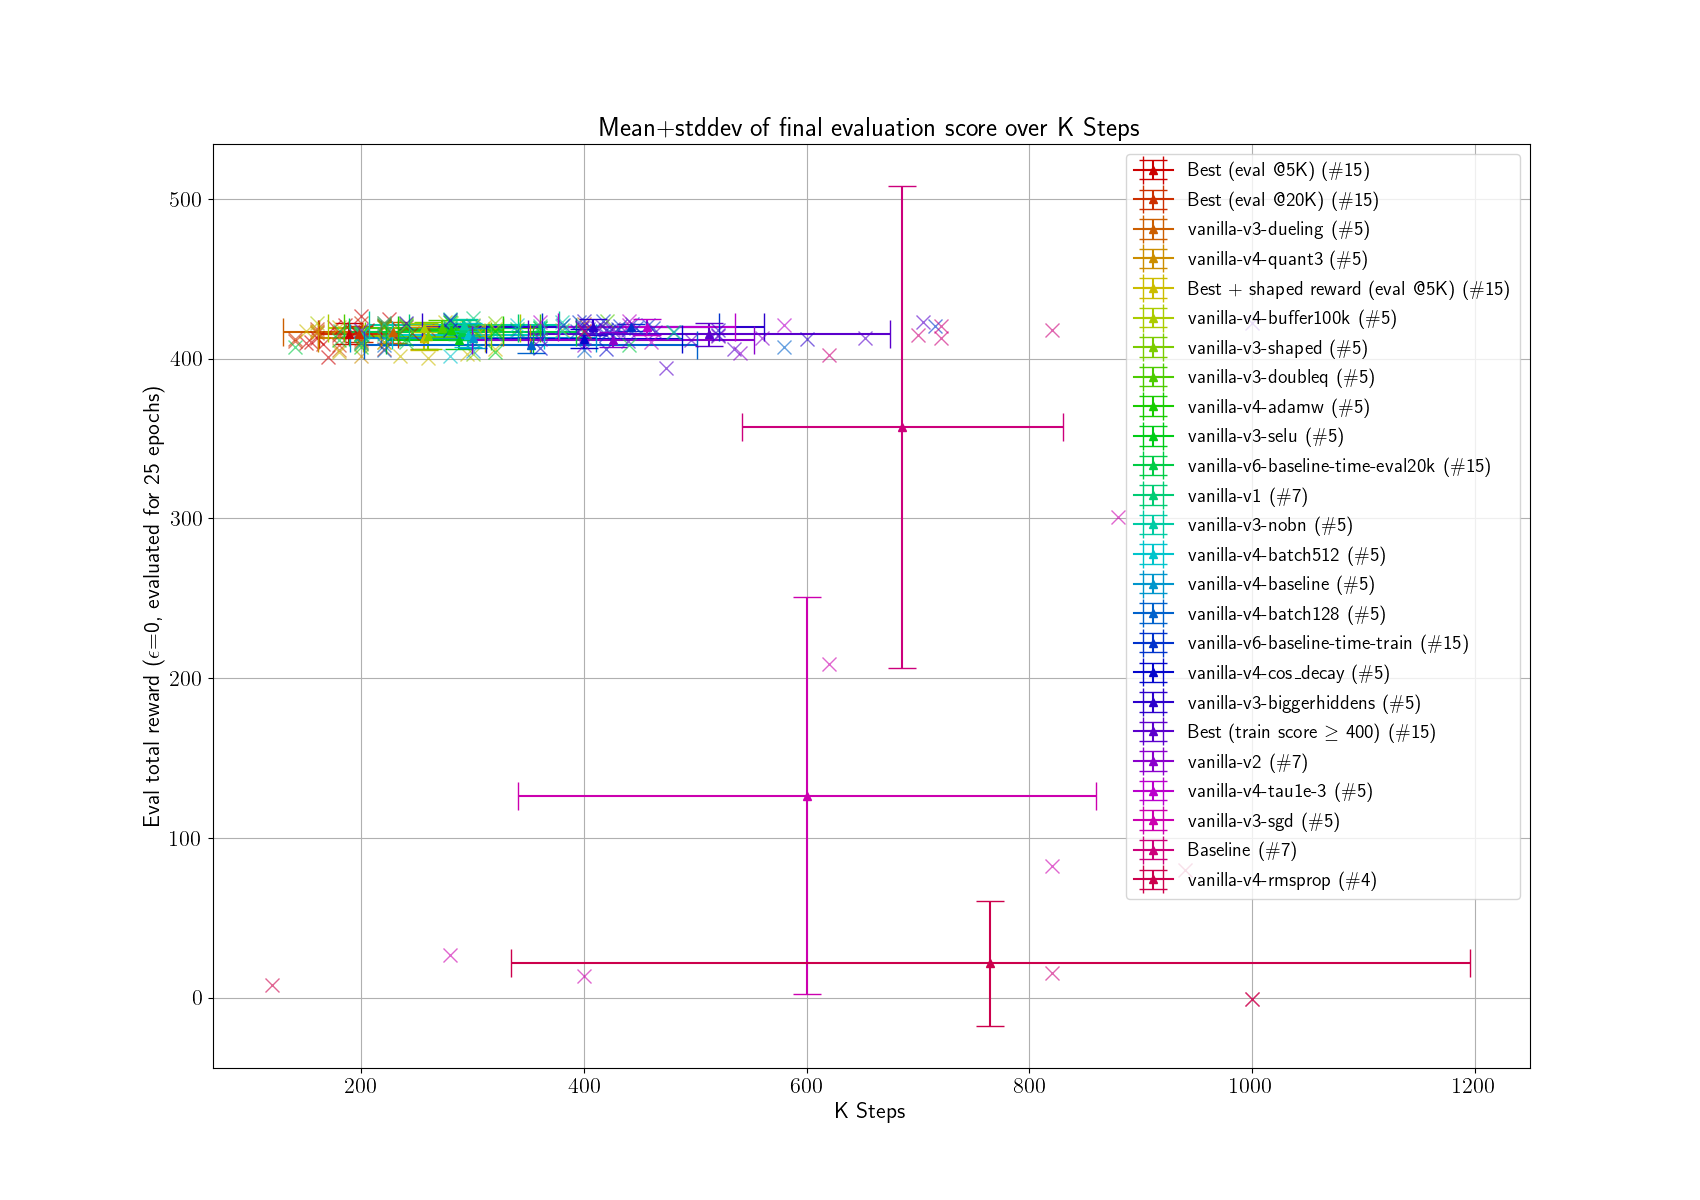 Mean+stddev of final evaluation score over K Steps
Eval total reward (ϵ=0, evaluated for 25 epochs)
500
400
300
200
100
0
Best (eval @5K) (#15)
Best (eval @20K) (#15)
vanilla-v3-dueling (#5)
vanilla-v4-quant3 (#5)
Best + shaped reward (eval @5K) (#15)
vanilla-v4-buffer100k (#5)
vanilla-v3-shaped (#5)
vanilla-v3-doubleq (#5)
vanilla-v4-adamw (#5)
vanilla-v3-selu (#5)
vanilla-v6-baseline-time-eval20k (#15)
vanilla-v1 (#7)
vanilla-v3-nobn (#5)
vanilla-v4-batch512 (#5)
vanilla-v4-baseline (#5)
vanilla-v4-batch128 (#5)
vanilla-v6-baseline-time-train (#15)
vanilla-v4-cos_decay (#5)
vanilla-v3-biggerhiddens (#5)
Best (train score ≥ 400) (#15)
vanilla-v2 (#7)
vanilla-v4-tau1e-3 (#5)
vanilla-v3-sgd (#5)
Baseline (#7)
vanilla-v4-rmsprop (#4)
200 400 600 800 1000 1200
K Steps